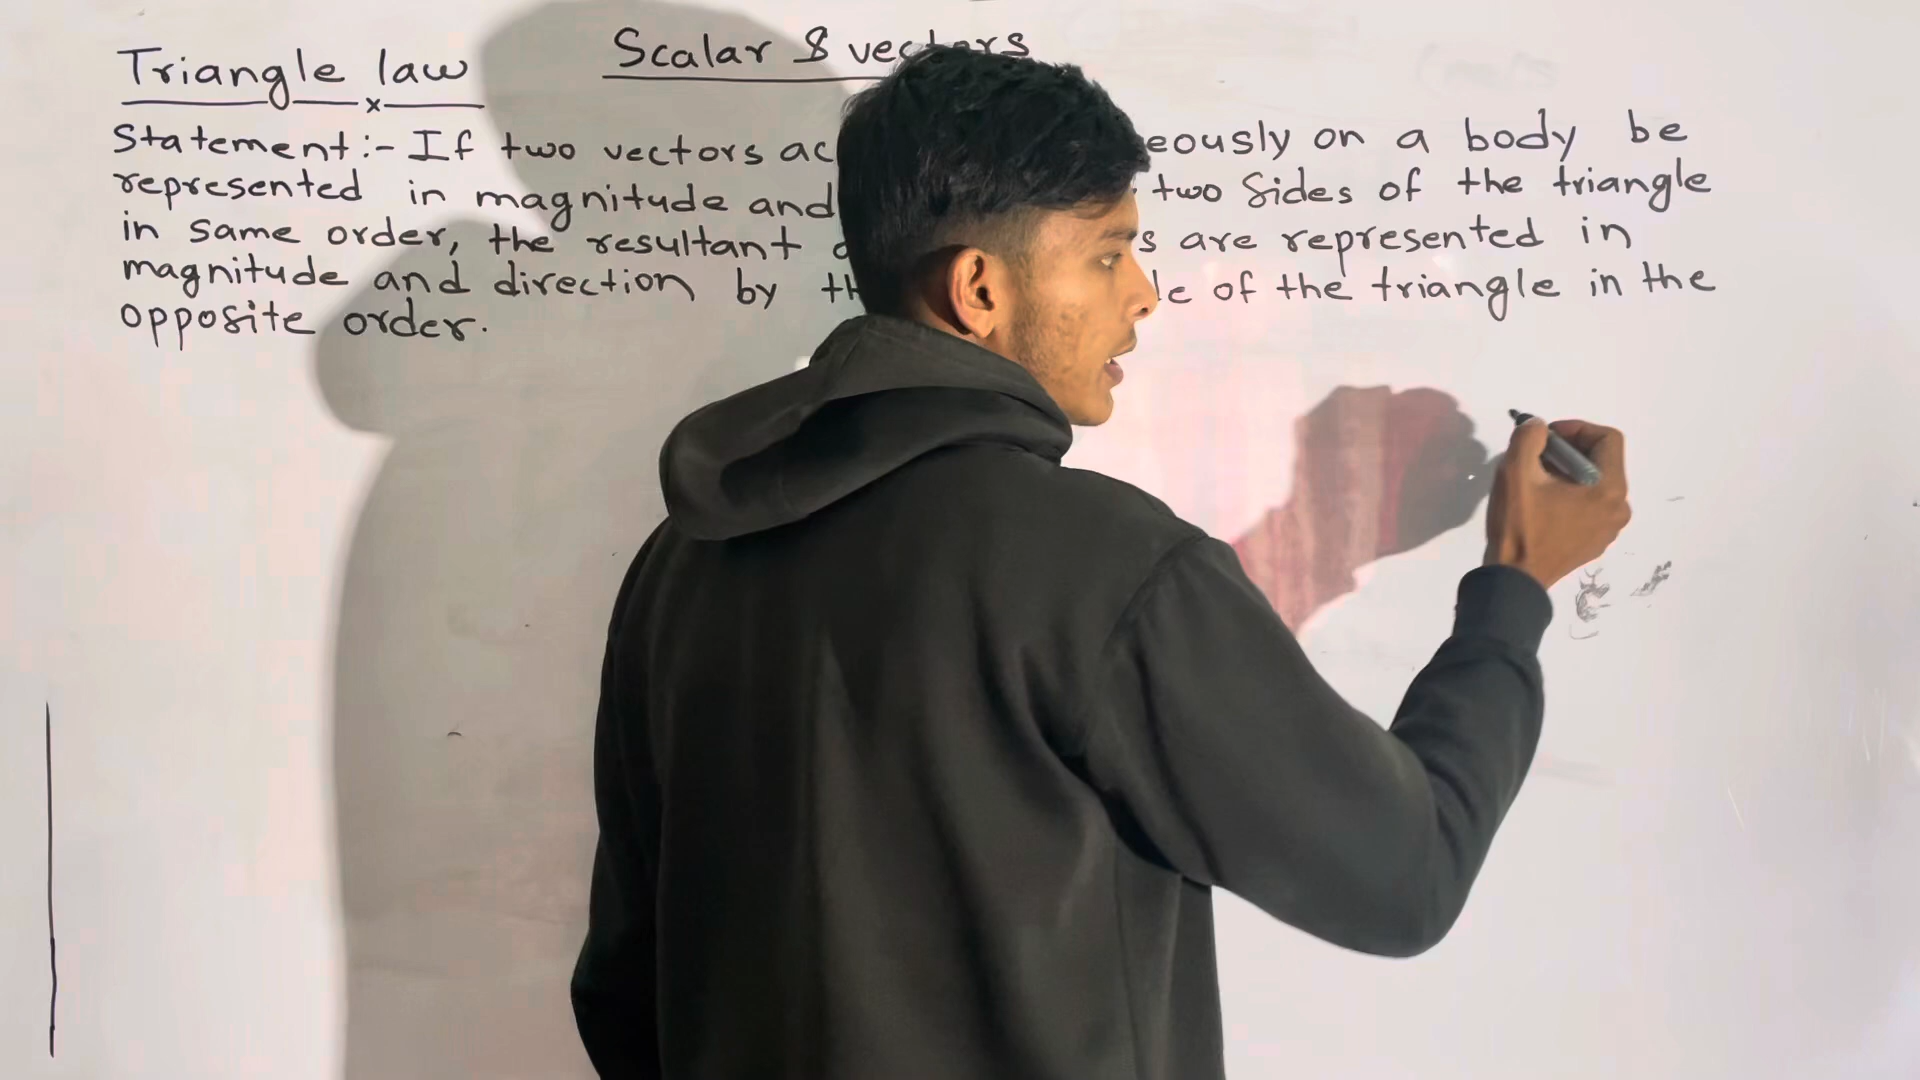 Scalar & vectors
Triangle law
Statement:- If two vectors ac eously on a body be
represented in magnitude and two sides of the triangle
in same order, the resultant s are represented in
magnitude and direction by th le of the triangle in the
opposite order.